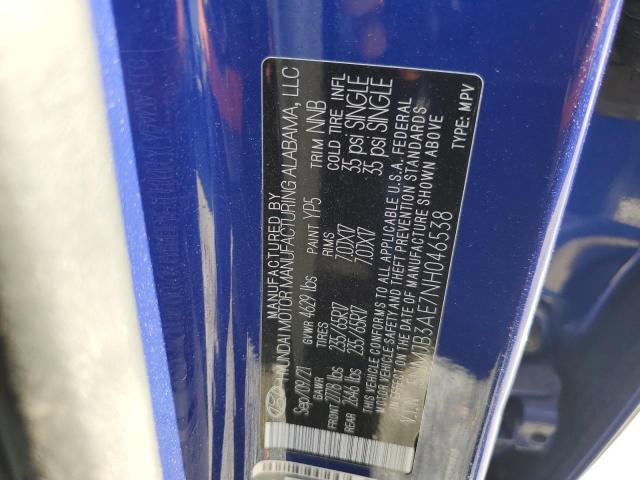 MANUFACTURED BY
HYUNDAI MOTOR MANUFACTURING ALABAMA, LLC
Sep/09/21 GVWR 4629 lbs PAINT YP5 TRIM NNB
GAWR TIRES RIMS COLD TIRE INFL
FRONT 2778 lbs 235/65R17 7.0JX17 35 psi SINGLE
REAR 2646 lbs 235/65R17 7.0JX17 35 psi SINGLE
THIS VEHICLE CONFORMS TO ALL APPLICABLE U.S.A. FEDERAL
MOTOR VEHICLE SAFETY AND THEFT PREVENTION STANDARDS
IN EFFECT ON THE DATE OF MANUFACTURE SHOWN ABOVE
V.I.N JB3AE7NH046538
TYPE: MPV